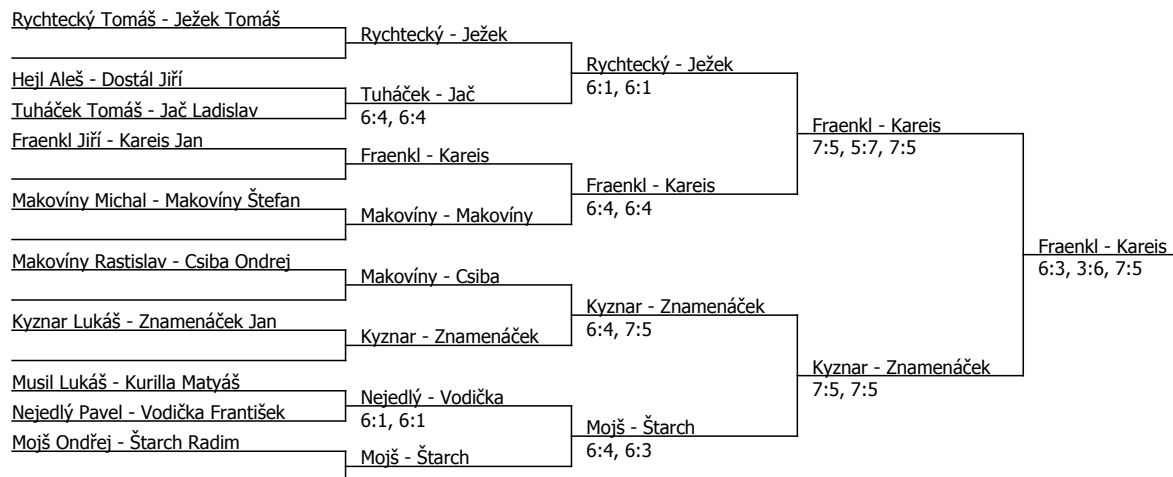 Rychtecký Tomáš - Ježek Tomáš
Hejl Aleš - Dostál Jiří
Tuháček Tomáš - Jač Ladislav
Fraenkl Jiří - Kareis Jan
Makovíny Michal - Makovíny Štefan
Makovíny Rastislav - Csiba Ondrej
Kyznar Lukáš - Znamenáček Jan
Musil Lukáš - Kurilla Matyáš
Nejedlý Pavel - Vodička František
Mojš Ondřej - Štarch Radim
Rychtecký - Ježek
Tuháček - Jač
6:4, 6:4
Fraenkl - Kareis
Makovíny - Makovíny
Makovíny - Csiba
Kyznar - Znamenáček
Nejedlý - Vodička
6:1, 6:1
Mojš - Štarch
Rychtecký - Ježek
6:1, 6:1
Fraenkl - Kareis
6:4, 6:4
Kyznar - Znamenáček
6:4, 7:5
Mojš - Štarch
6:4, 6:3
Fraenkl - Kareis
7:5, 5:7, 7:5
Kyznar - Znamenáček
7:5, 7:5
Fraenkl - Kareis
6:3, 3:6, 7:5